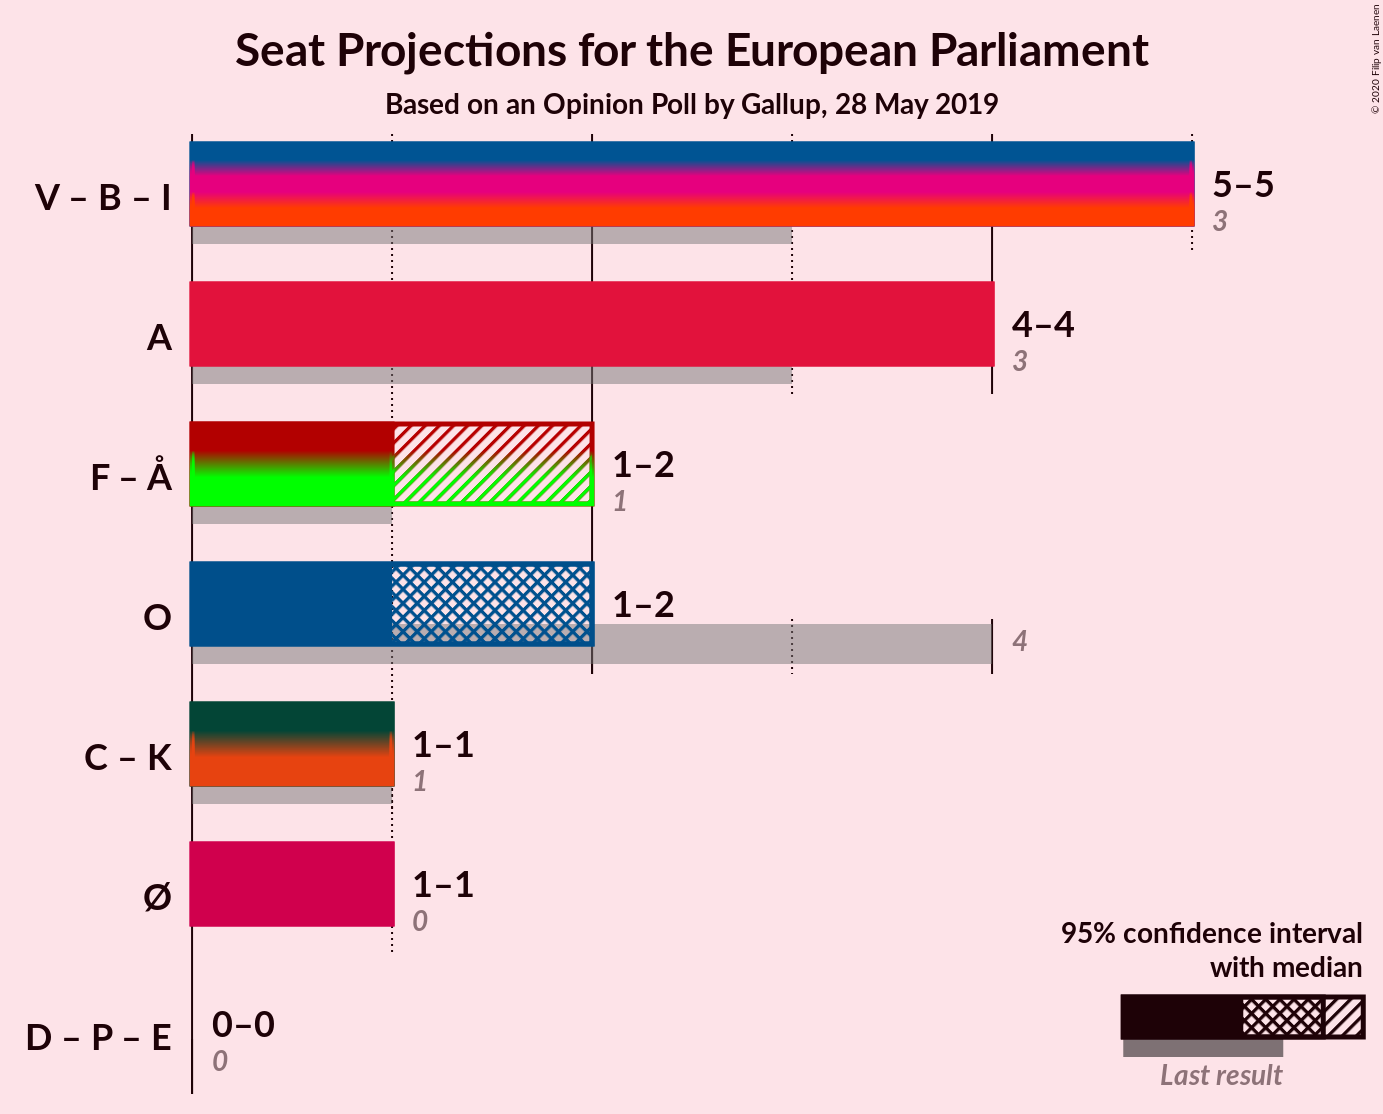 Seat Projections for the European Parliament
Based on an Opinion Poll by Gallup, 28 May 2019
© 2020 Filip van Laenen
V – B – I
5–5
3
A
4–4
3
F – Å
1–2
1
O
1–2
4
C – K
1–1
1
Ø
1–1
0
D – P – E
0–0
0
95% confidence interval
with median
Last result